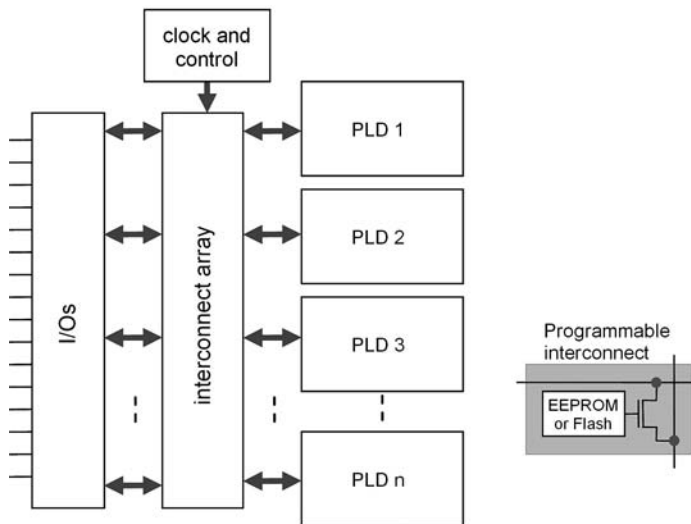 clock and
control
I/Os
interconnect array
PLD 1
PLD 2
PLD 3
PLD n
Programmable
interconnect
EEPROM
or Flash